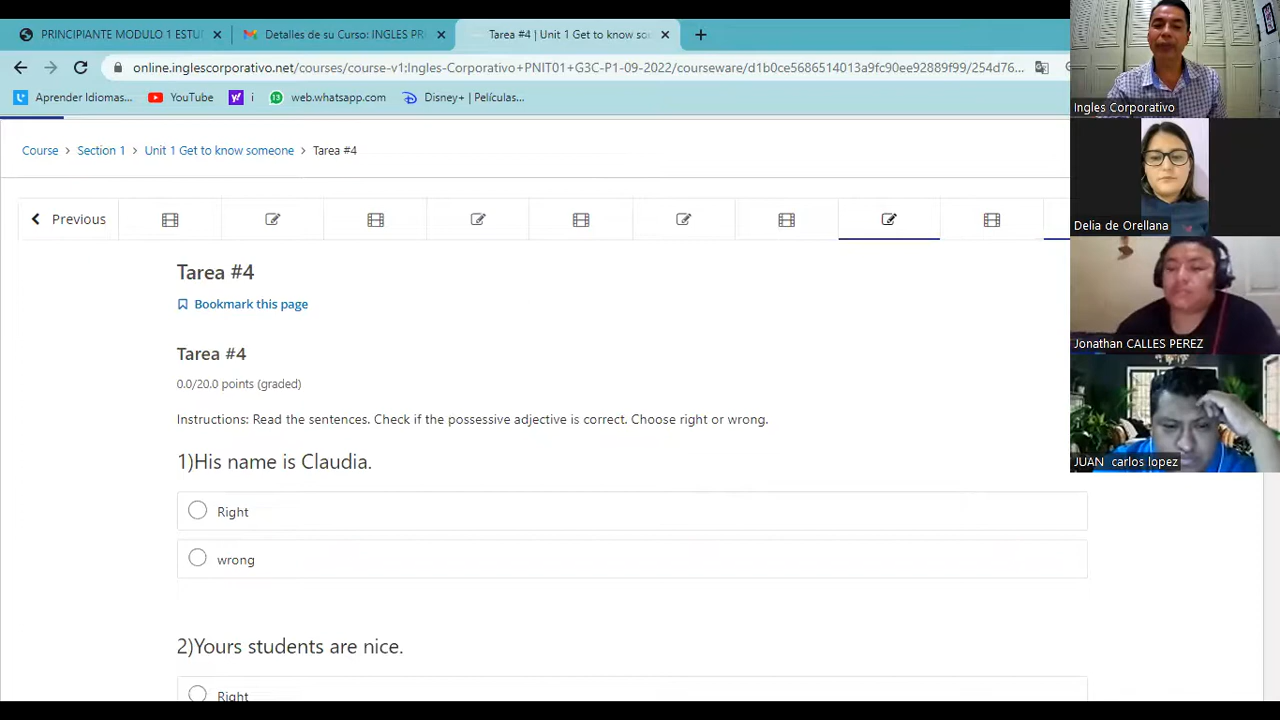 PRINCIPIANTE MODULO 1 ESTU
Detalles de su Curso: INGLES PR
Tarea #4 | Unit 1 Get to know so
online.inglescorporativo.net/courses/course-v1:Ingles-Corporativo+PNIT01+G3C-P1-09-2022/courseware/d1b0ce5686514013a9fc90ee92889f99/254d76...
Aprender Idiomas...
YouTube
i
web.whatsapp.com
Disney+ | Películas,...
Course > Section 1 > Unit 1 Get to know someone > Tarea #4
Previous
Tarea #4
Bookmark this page
Tarea #4
0.0/20.0 points (graded)
Instructions: Read the sentences. Check if the possessive adjective is correct. Choose right or wrong.
1)His name is Claudia.
Right
wrong
2)Yours students are nice.
Right
Ingles Corporativo
Delia de Orellana
Jonathan CALLES PEREZ
JUAN carlos lopez